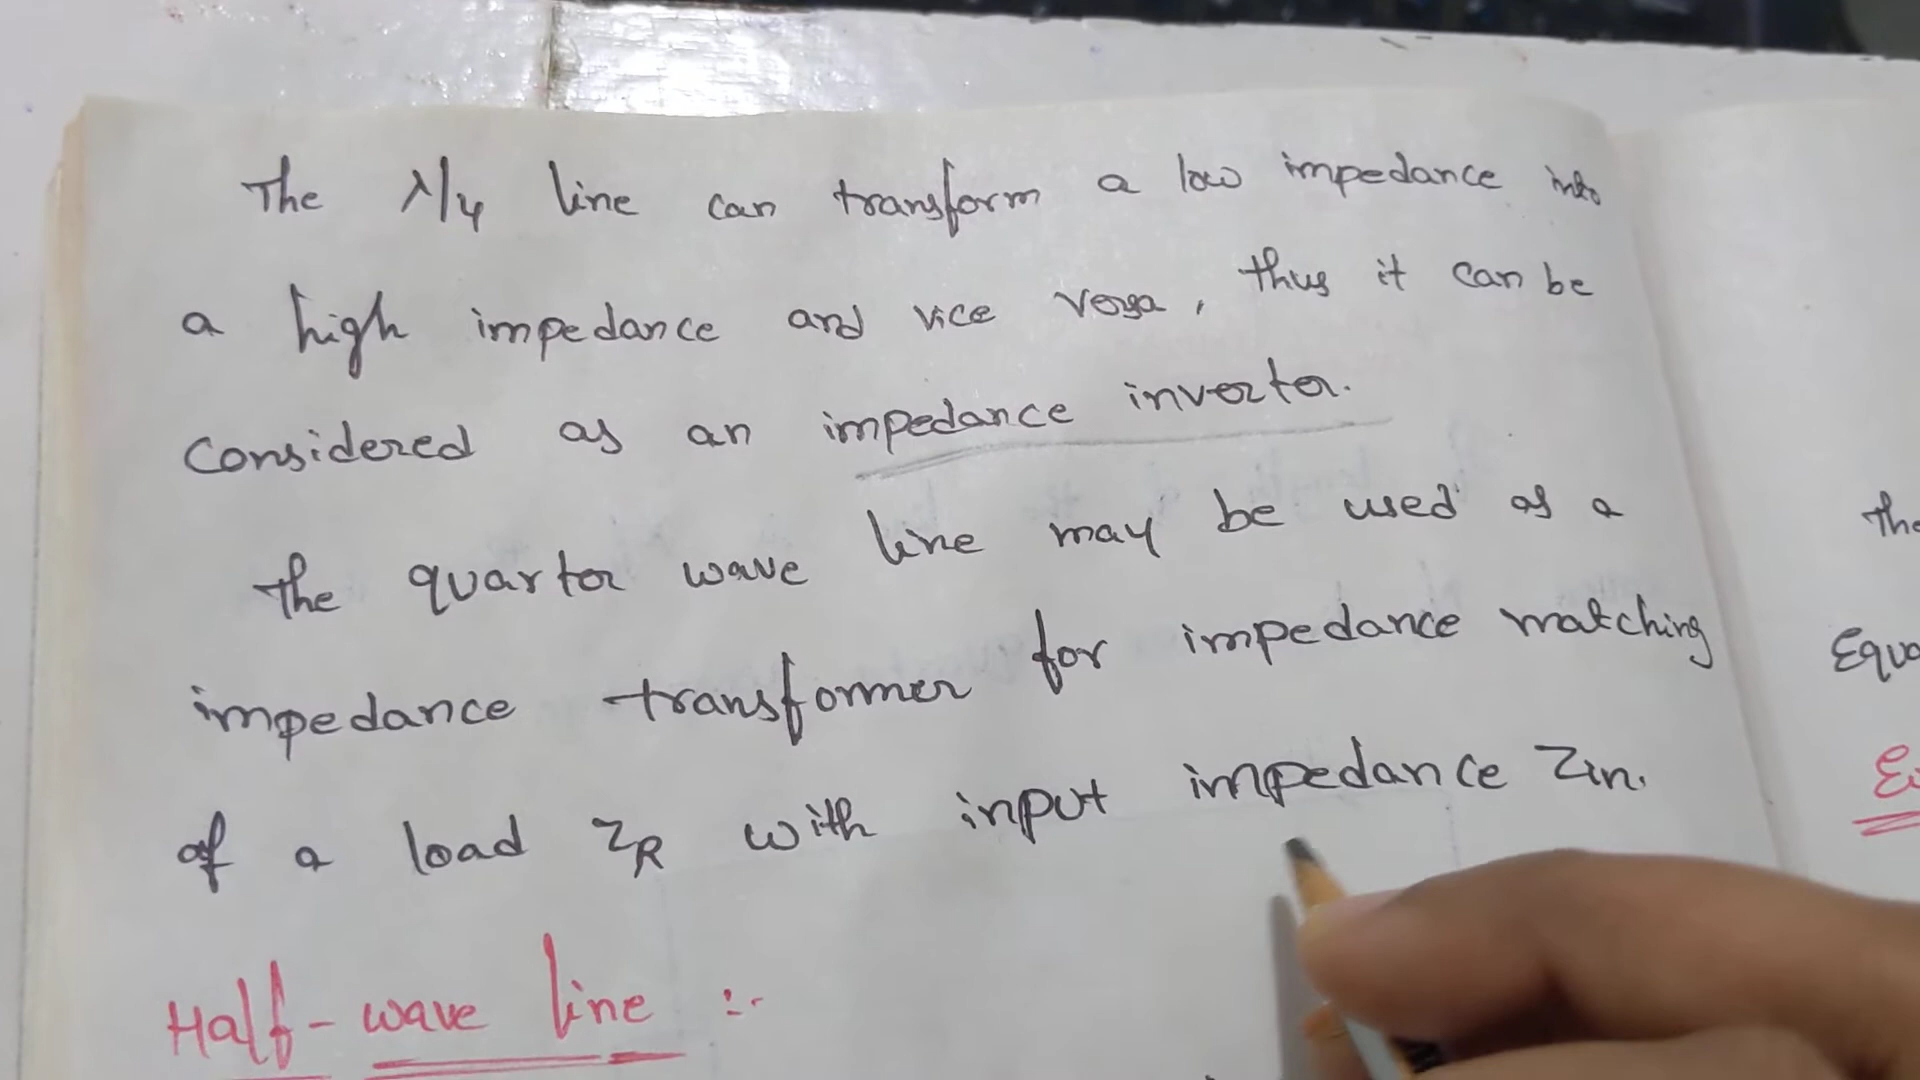 The λ/4 line can transform a low impedance into
a high impedance and vice versa, thus it can be
considered as an impedance invertor.
The quarter wave line may be used as a
impedance transformer for impedance matching
of a load ZR with input impedance Zin.
Half-wave line :-
The
Equa